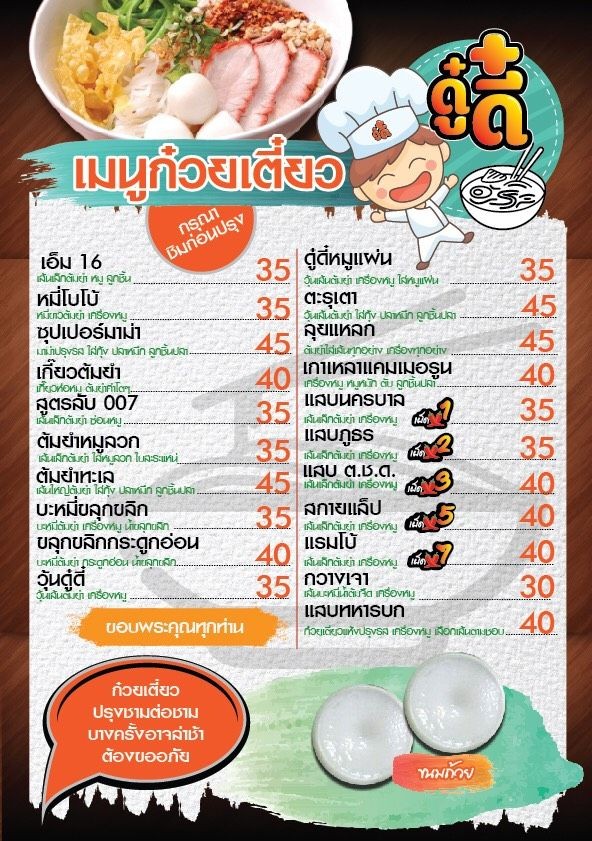 ดู๋ดี๋
เมนูก๋วยเตี๋ยว
กรุณา
ชิมก่อนปรุง
เอ็ม 16 35
เส้นเล็กต้มยำ หมู ลูกชิ้น
หมี่โบโบ้ 35
หมี่ขาวต้มยำ เครื่องหมู
ซุปเปอร์มาม่า 45
มาม่าปรุงรส ใส่กุ้ง ปลาหมึก ลูกชิ้นปลา
เกี๊ยวต้มยำ 40
เกี๊ยวห่อหมู ต้มยำคำโตๆ
สูตรลับ 007 35
เส้นเล็กต้มยำ ซ่อนหมู
ต้มยำหมูลวก 35
เส้นเล็กต้มยำ ใส่หมูลวก ใบสะระแหน่
ต้มยำทะเล 45
เส้นใหญ่ต้มยำ ใส่กุ้ง ปลาหมึก ลูกชิ้นปลา
บะหมี่ขลุกขลิก 35
บะหมี่ต้มยำ เครื่องหมู น้ำขลุกขลิก
ขลุกขลิกกระดูกอ่อน 40
บะหมี่ต้มยำ กระดูกอ่อน น้ำขลุกขลิก
วุ้นดู๋ดี๋ 35
วุ้นเส้นต้มยำ เครื่องหมู
ดู๋ดี๋หมูแผ่น 35
วุ้นเส้นต้มยำ เครื่องหมู ใส่หมูแผ่น
ตะรุเตา 45
วุ้นเส้นต้มยำ ใส่กุ้ง ปลาหมึก ลูกชิ้นปลา
ลุยแหลก 45
ต้มยำใส่เส้นทุกอย่าง เครื่องทุกอย่าง
เกาเหลาแคมเมอรูน 40
เครื่องหมู หมูหมัก ตับ ลูกชิ้นปลา
แสบนครบาล เผ็ดx1 35
เส้นเล็กต้มยำ เครื่องหมู
แสบภูธร เผ็ดx2 35
เส้นเล็กต้มยำ เครื่องหมู
แสบ ต.ช.ด. เผ็ดx3 40
เส้นเล็กต้มยำ เครื่องหมู
สกายแล็ป เผ็ดx5 40
เส้นเล็กต้มยำ เครื่องหมู
แรมโบ้ เผ็ดx7 40
เส้นเล็กต้มยำ เครื่องหมู
กวางเจา 30
เส้นบะหมี่น้ำต้มจืด เครื่องหมู
แสบทหารบก 40
ก๋วยเตี๋ยวแห้งปรุงรส เครื่องหมู เลือกเส้นตามชอบ
ขอบพระคุณทุกท่าน
ก๋วยเตี๋ยว
ปรุงชามต่อชาม
บางครั้งอาจล่าช้า
ต้องขออภัย
ขนมถ้วย